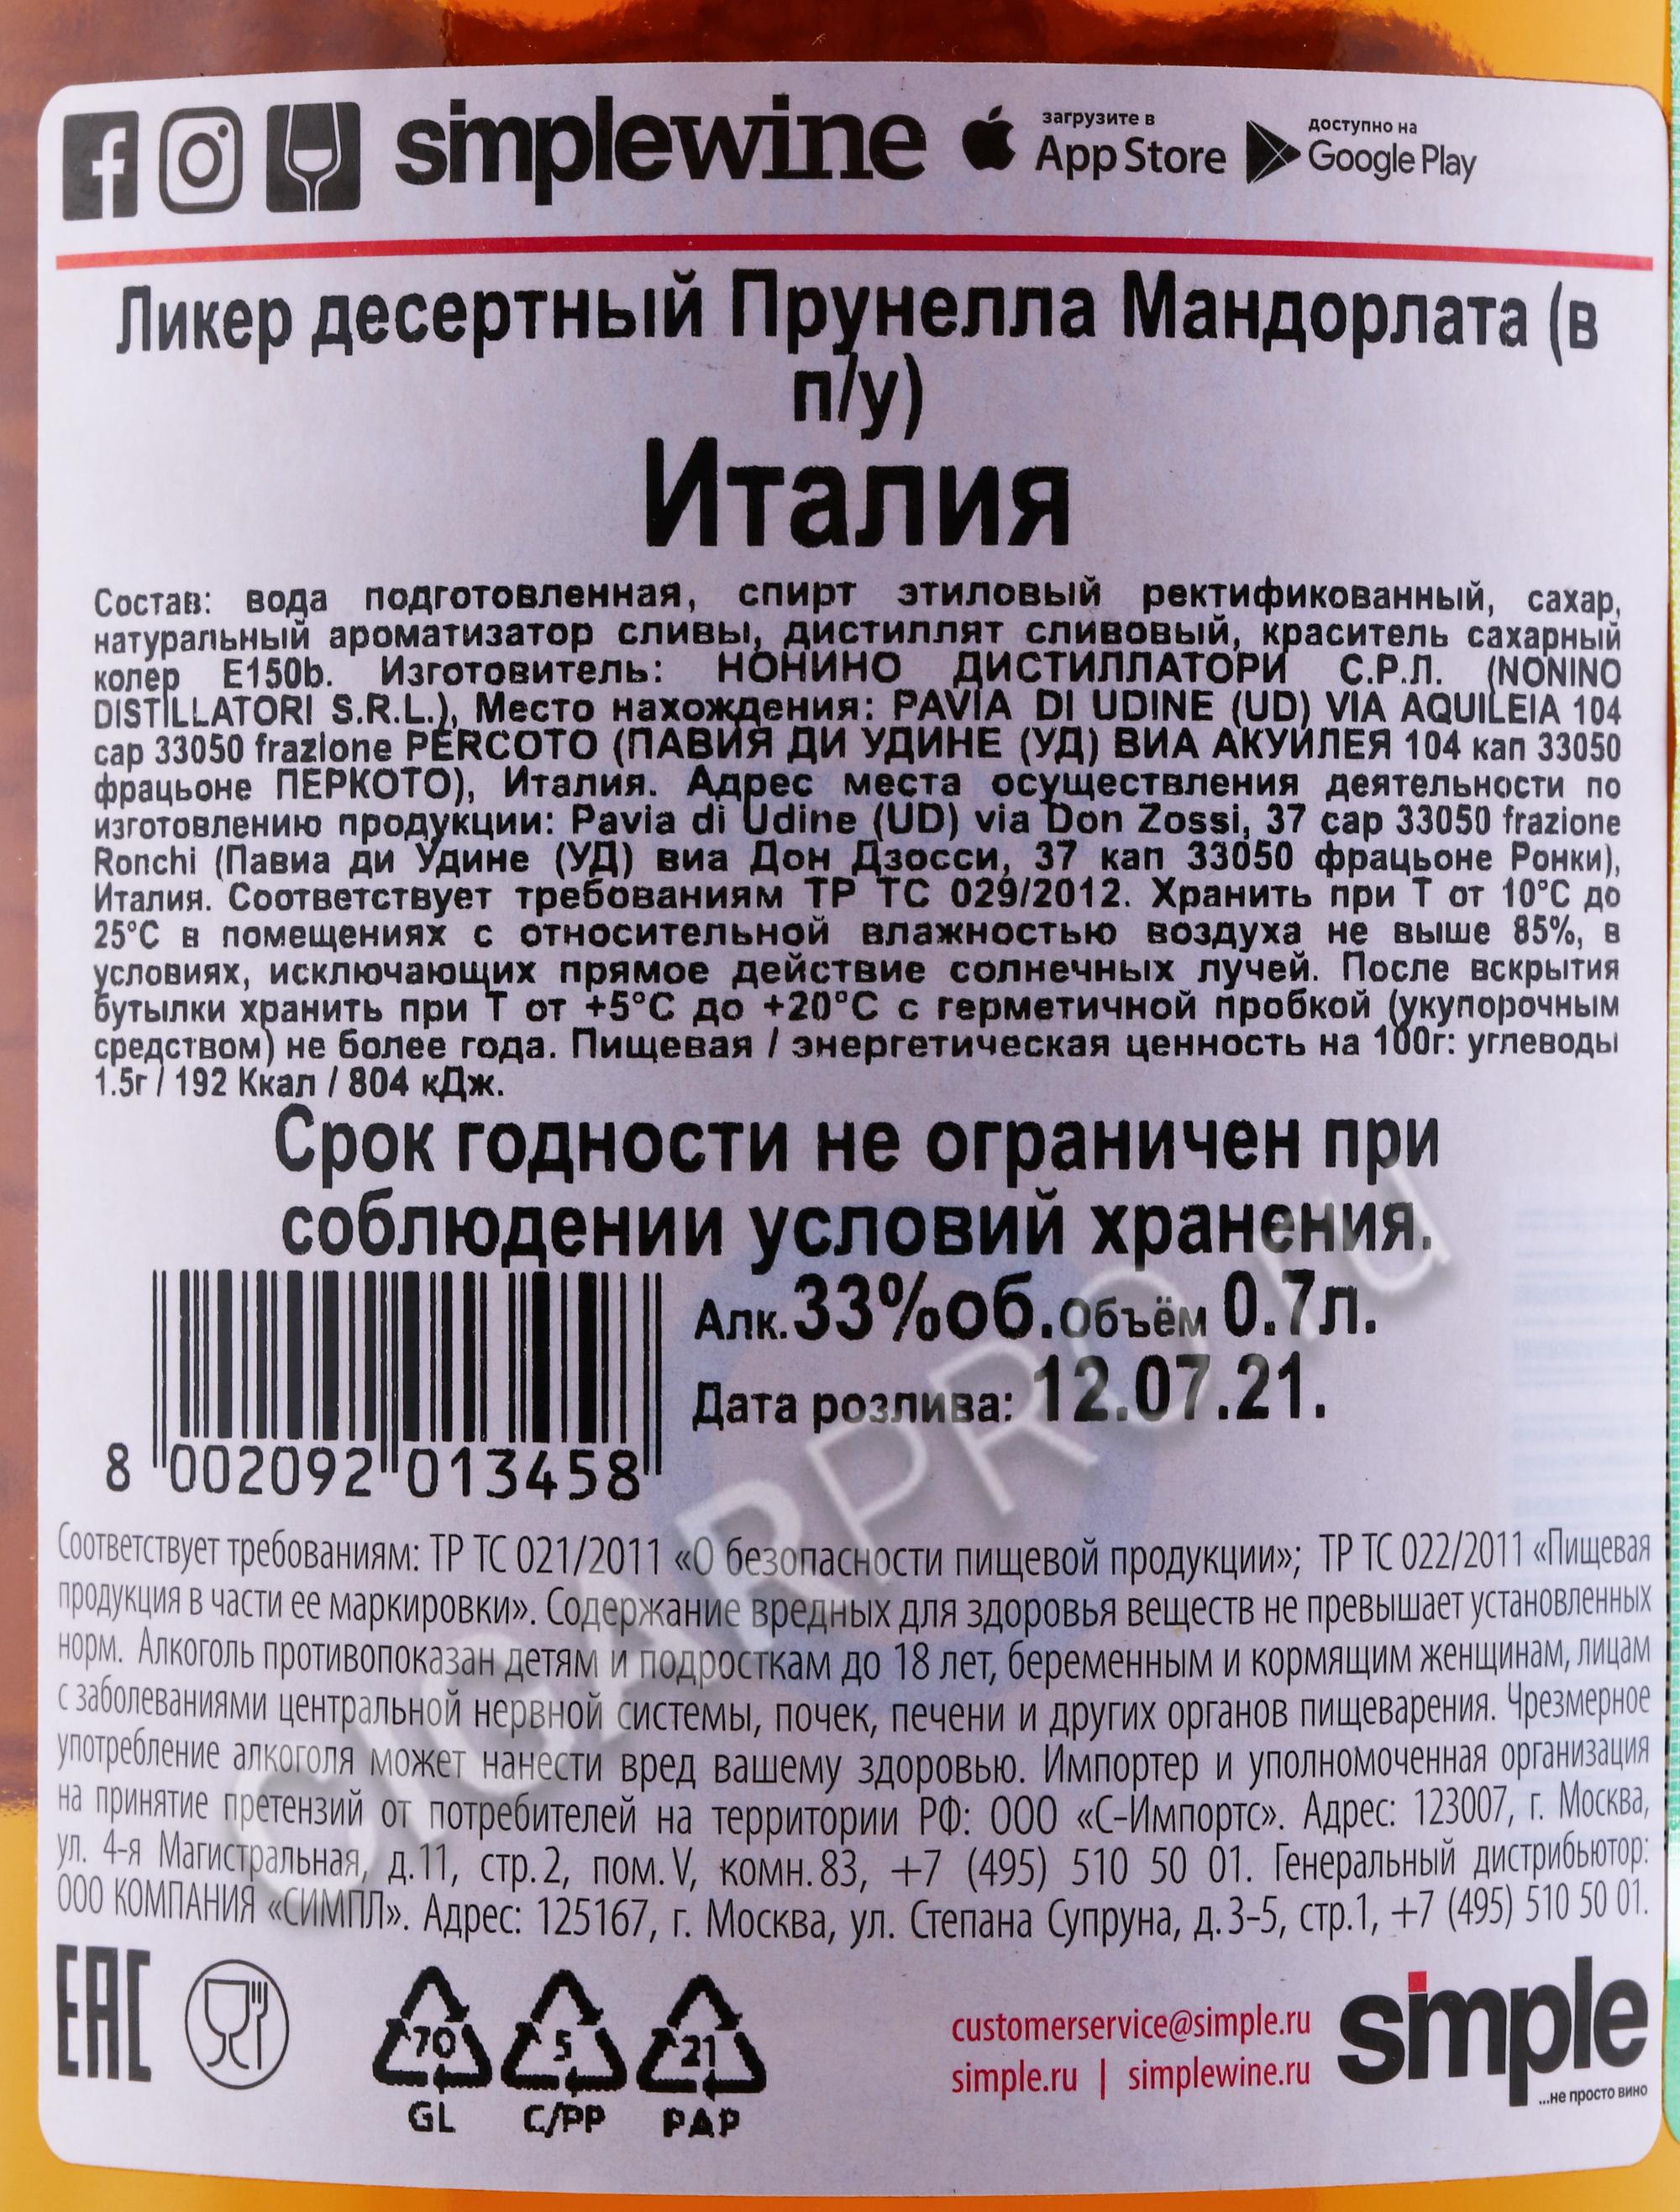 simplewine
загрузите в
App Store
доступно на
Google Play
Ликер десертный Прунелла Мандорлата (в
п/у)
Италия
Состав: вода подготовленная, спирт этиловый ректификованный, сахар,
натуральный ароматизатор сливы, дистиллят сливовый, краситель сахарный
колер E150b. Изготовитель: НОНИНО ДИСТИЛЛАТОРИ С.Р.Л. (NONINO
DISTILLATORI S.R.L.), Место нахождения: PAVIA DI UDINE (UD) VIA AQUILEIA 104
cap 33050 frazione PERCOTO (ПАВИЯ ДИ УДИНЕ (УД) ВИА АКУИЛЕЯ 104 кап 33050
фрацьоне ПЕРКОТО), Италия. Адрес места осуществления деятельности по
изготовлению продукции: Pavia di Udine (UD) via Don Zossi, 37 cap 33050 frazione
Ronchi (Павиа ди Удине (УД) виа Дон Дзосси, 37 кап 33050 фрацьоне Ронки),
Италия. Соответствует требованиям ТР ТС 029/2012. Хранить при Т от 10°С до
25°С в помещениях с относительной влажностью воздуха не выше 85%, в
условиях, исключающих прямое действие солнечных лучей. После вскрытия
бутылки хранить при Т от +5°С до +20°С с герметичной пробкой (укупорочным
средством) не более года. Пищевая / энергетическая ценность на 100г: углеводы
1.5г / 192 Ккал / 804 кДж.
Срок годности не ограничен при
соблюдении условий хранения.
Алк.33%об.Объём 0.7л.
Дата розлива: 12.07.21.
8 002092 013458
Соответствует требованиям: ТР ТС 021/2011 «О безопасности пищевой продукции»; ТР ТС 022/2011 «Пищевая
продукция в части ее маркировки». Содержание вредных для здоровья веществ не превышает установленных
норм. Алкоголь противопоказан детям и подросткам до 18 лет, беременным и кормящим женщинам, лицам
с заболеваниями центральной нервной системы, почек, печени и других органов пищеварения. Чрезмерное
употребление алкоголя может нанести вред вашему здоровью. Импортер и уполномоченная организация
на принятие претензий от потребителей на территории РФ: ООО «С-Импортс». Адрес: 123007, г. Москва,
ул. 4-я Магистральная, д.11, стр.2, пом.V, комн.83, +7 (495) 510 50 01. Генеральный дистрибьютор:
ООО КОМПАНИЯ «СИМПЛ». Адрес: 125167, г. Москва, ул. Степана Супруна, д.3-5, стр.1, +7 (495) 510 50 01.
CIGARPRO.ru
EAC
70
GL
5
C/PP
21
PAP
customerservice@simple.ru
simple.ru | simplewine.ru
simple
...не просто вино